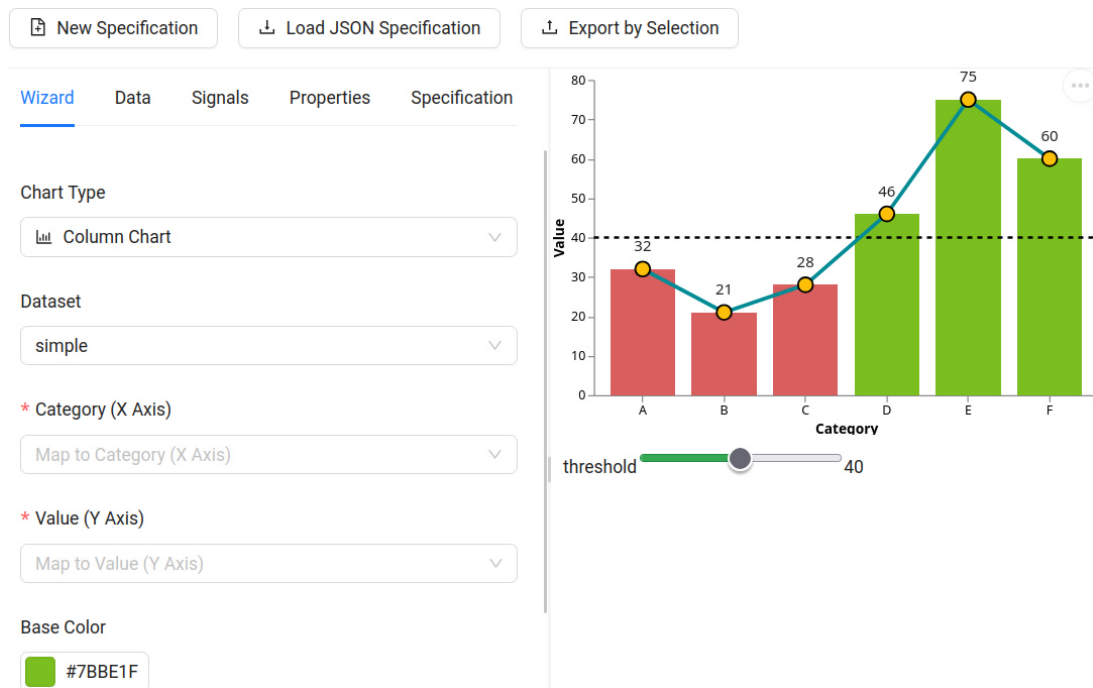 New Specification
Load JSON Specification
Export by Selection
Wizard
Data
Signals
Properties
Specification
Chart Type
Column Chart
Dataset
simple
* Category (X Axis)
Map to Category (X Axis)
* Value (Y Axis)
Map to Value (Y Axis)
Base Color
#7BBE1F
80
70
60
50
40
30
20
10
0
Value
32
21
28
46
75
60
A
B
C
D
E
F
Category
threshold
40